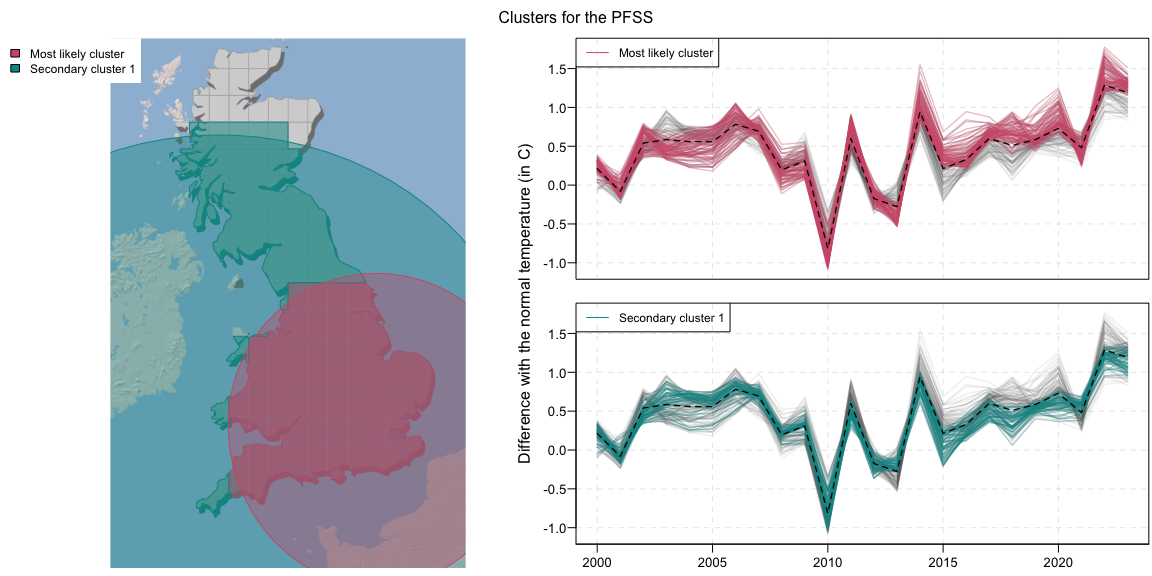 Clusters for the PFSS
Most likely cluster
Secondary cluster 1
Difference with the normal temperature (in C)
Most likely cluster
1.5
1.0
0.5
0.0
-0.5
-1.0
Secondary cluster 1
1.5
1.0
0.5
0.0
-0.5
-1.0
2000 2005 2010 2015 2020